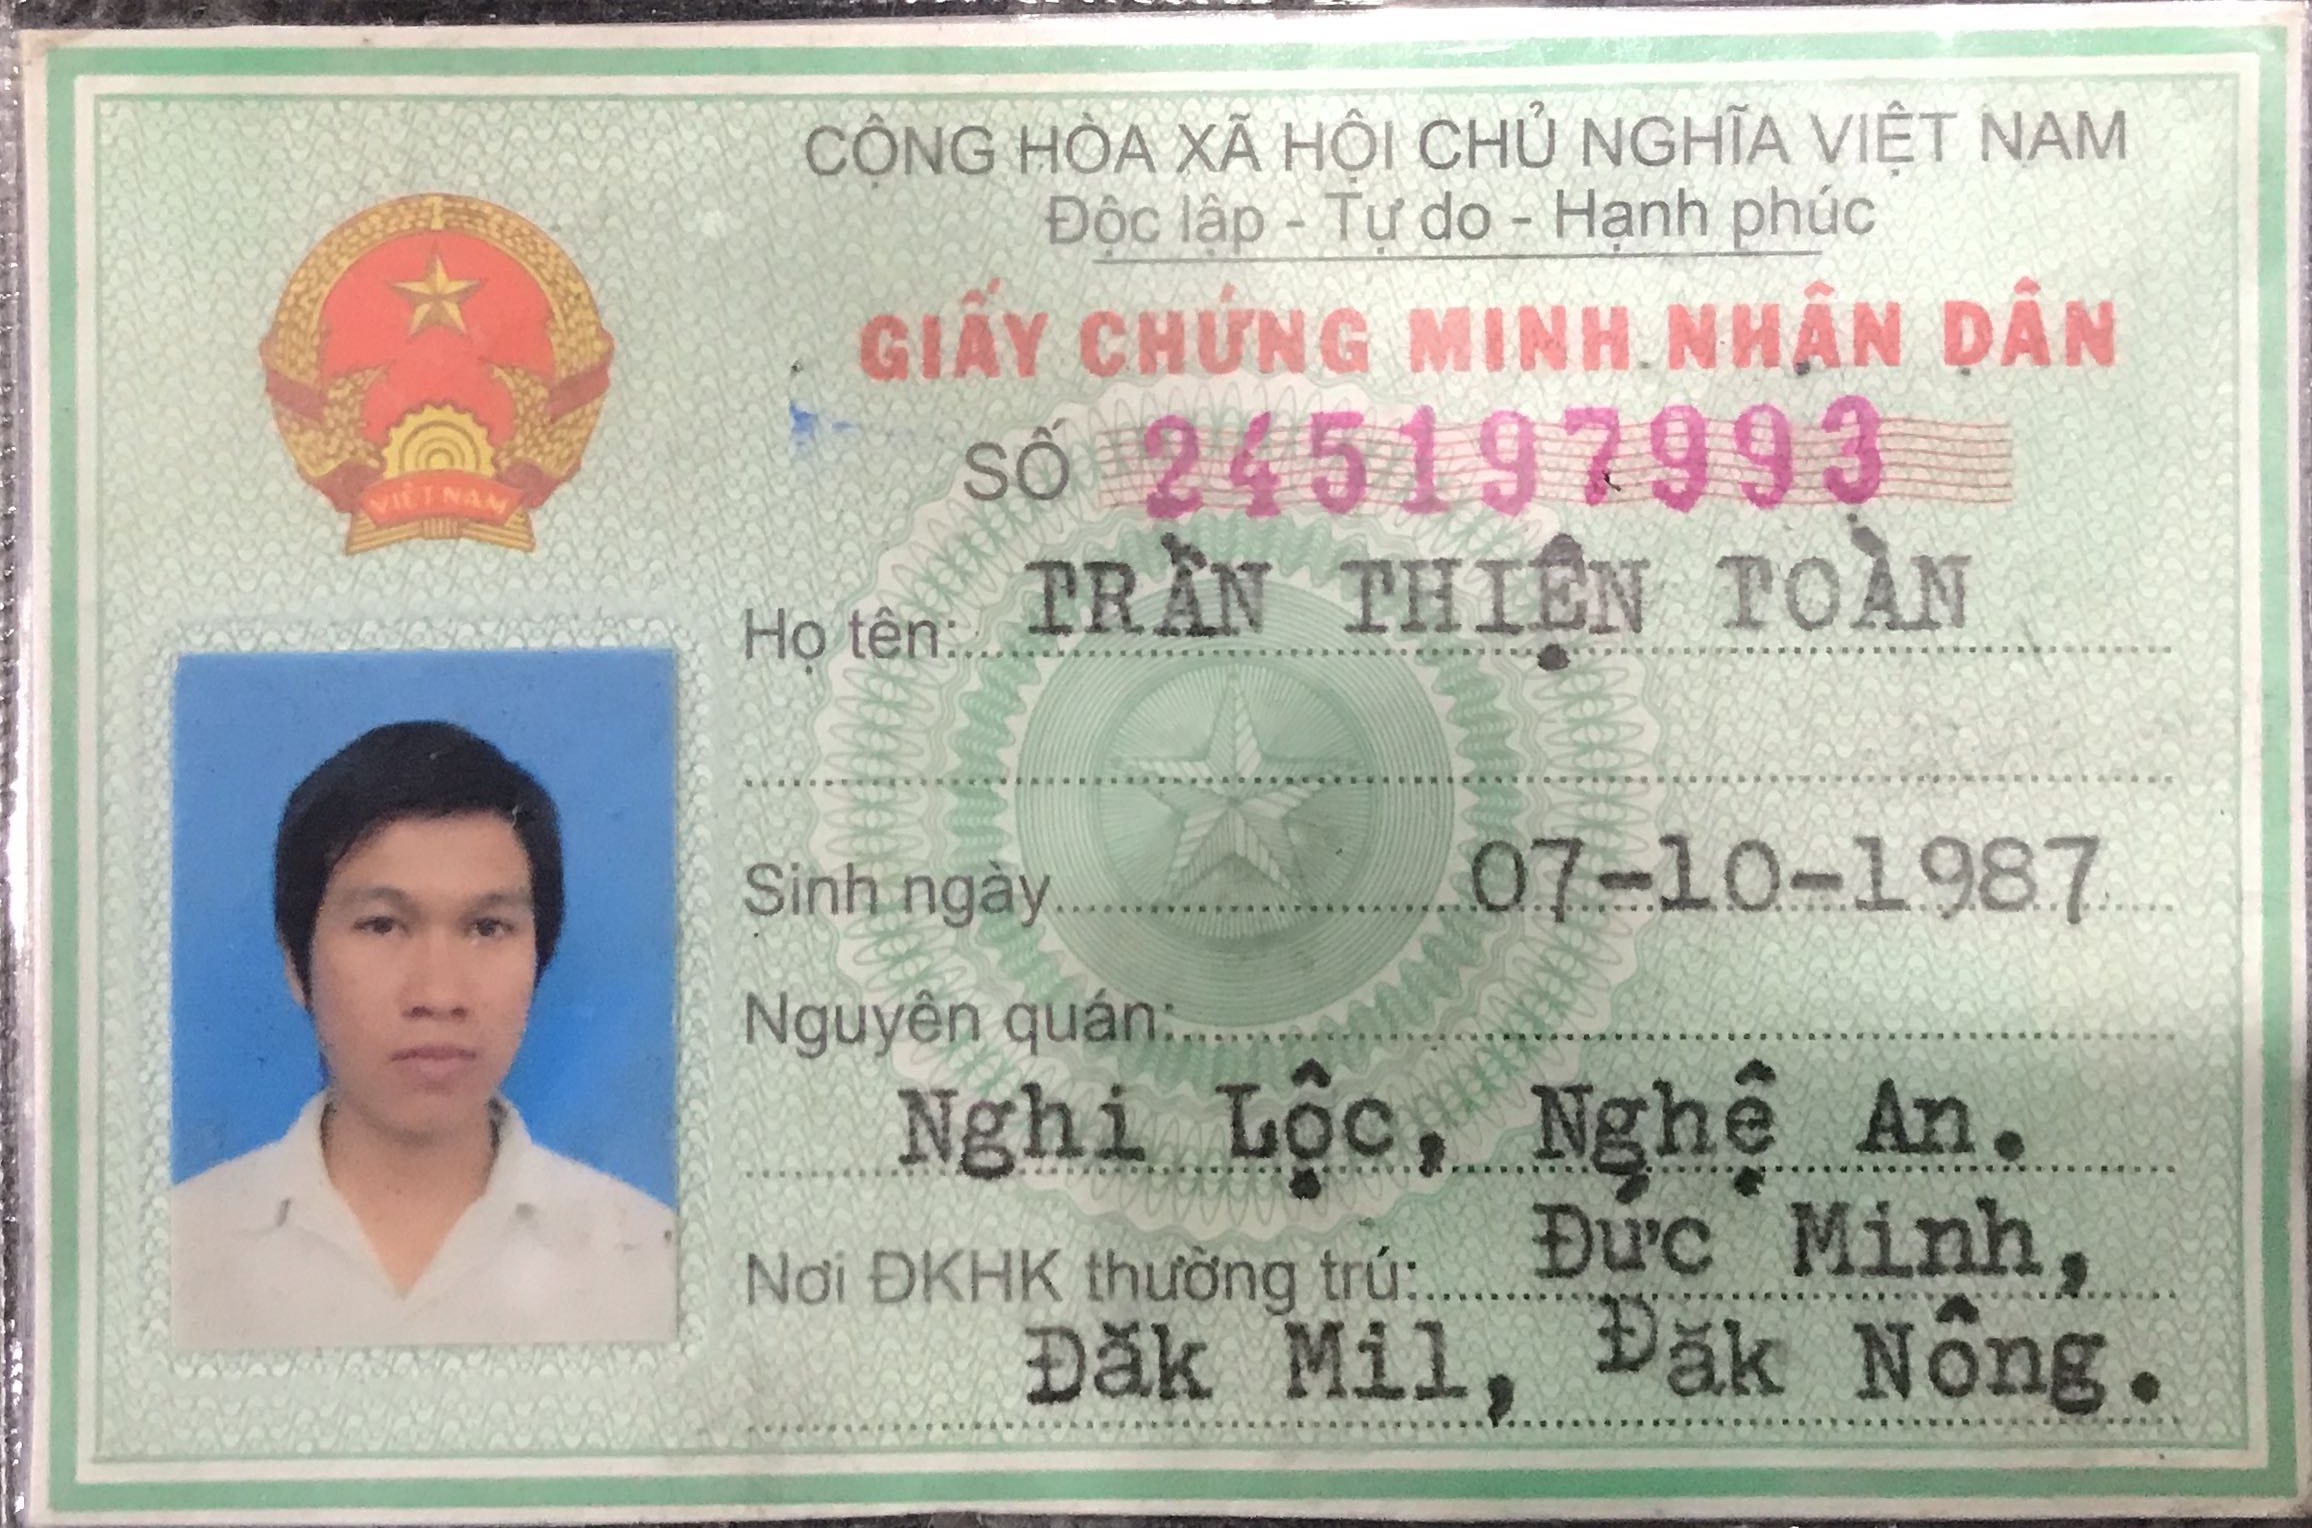 CỘNG HÒA XÃ HỘI CHỦ NGHĨA VIỆT NAM
Độc lập - Tự do - Hạnh phúc
GIẤY CHỨNG MINH NHÂN DÂN
SỐ 245197993
VIỆT NAM
Họ tên: TRẦN THIỆN TOÀN
Sinh ngày 07-10-1987
Nguyên quán:
Nghi Lộc, Nghệ An.
Nơi ĐKHK thường trú: Đức Minh,
Đăk Mil, Đăk Nông.